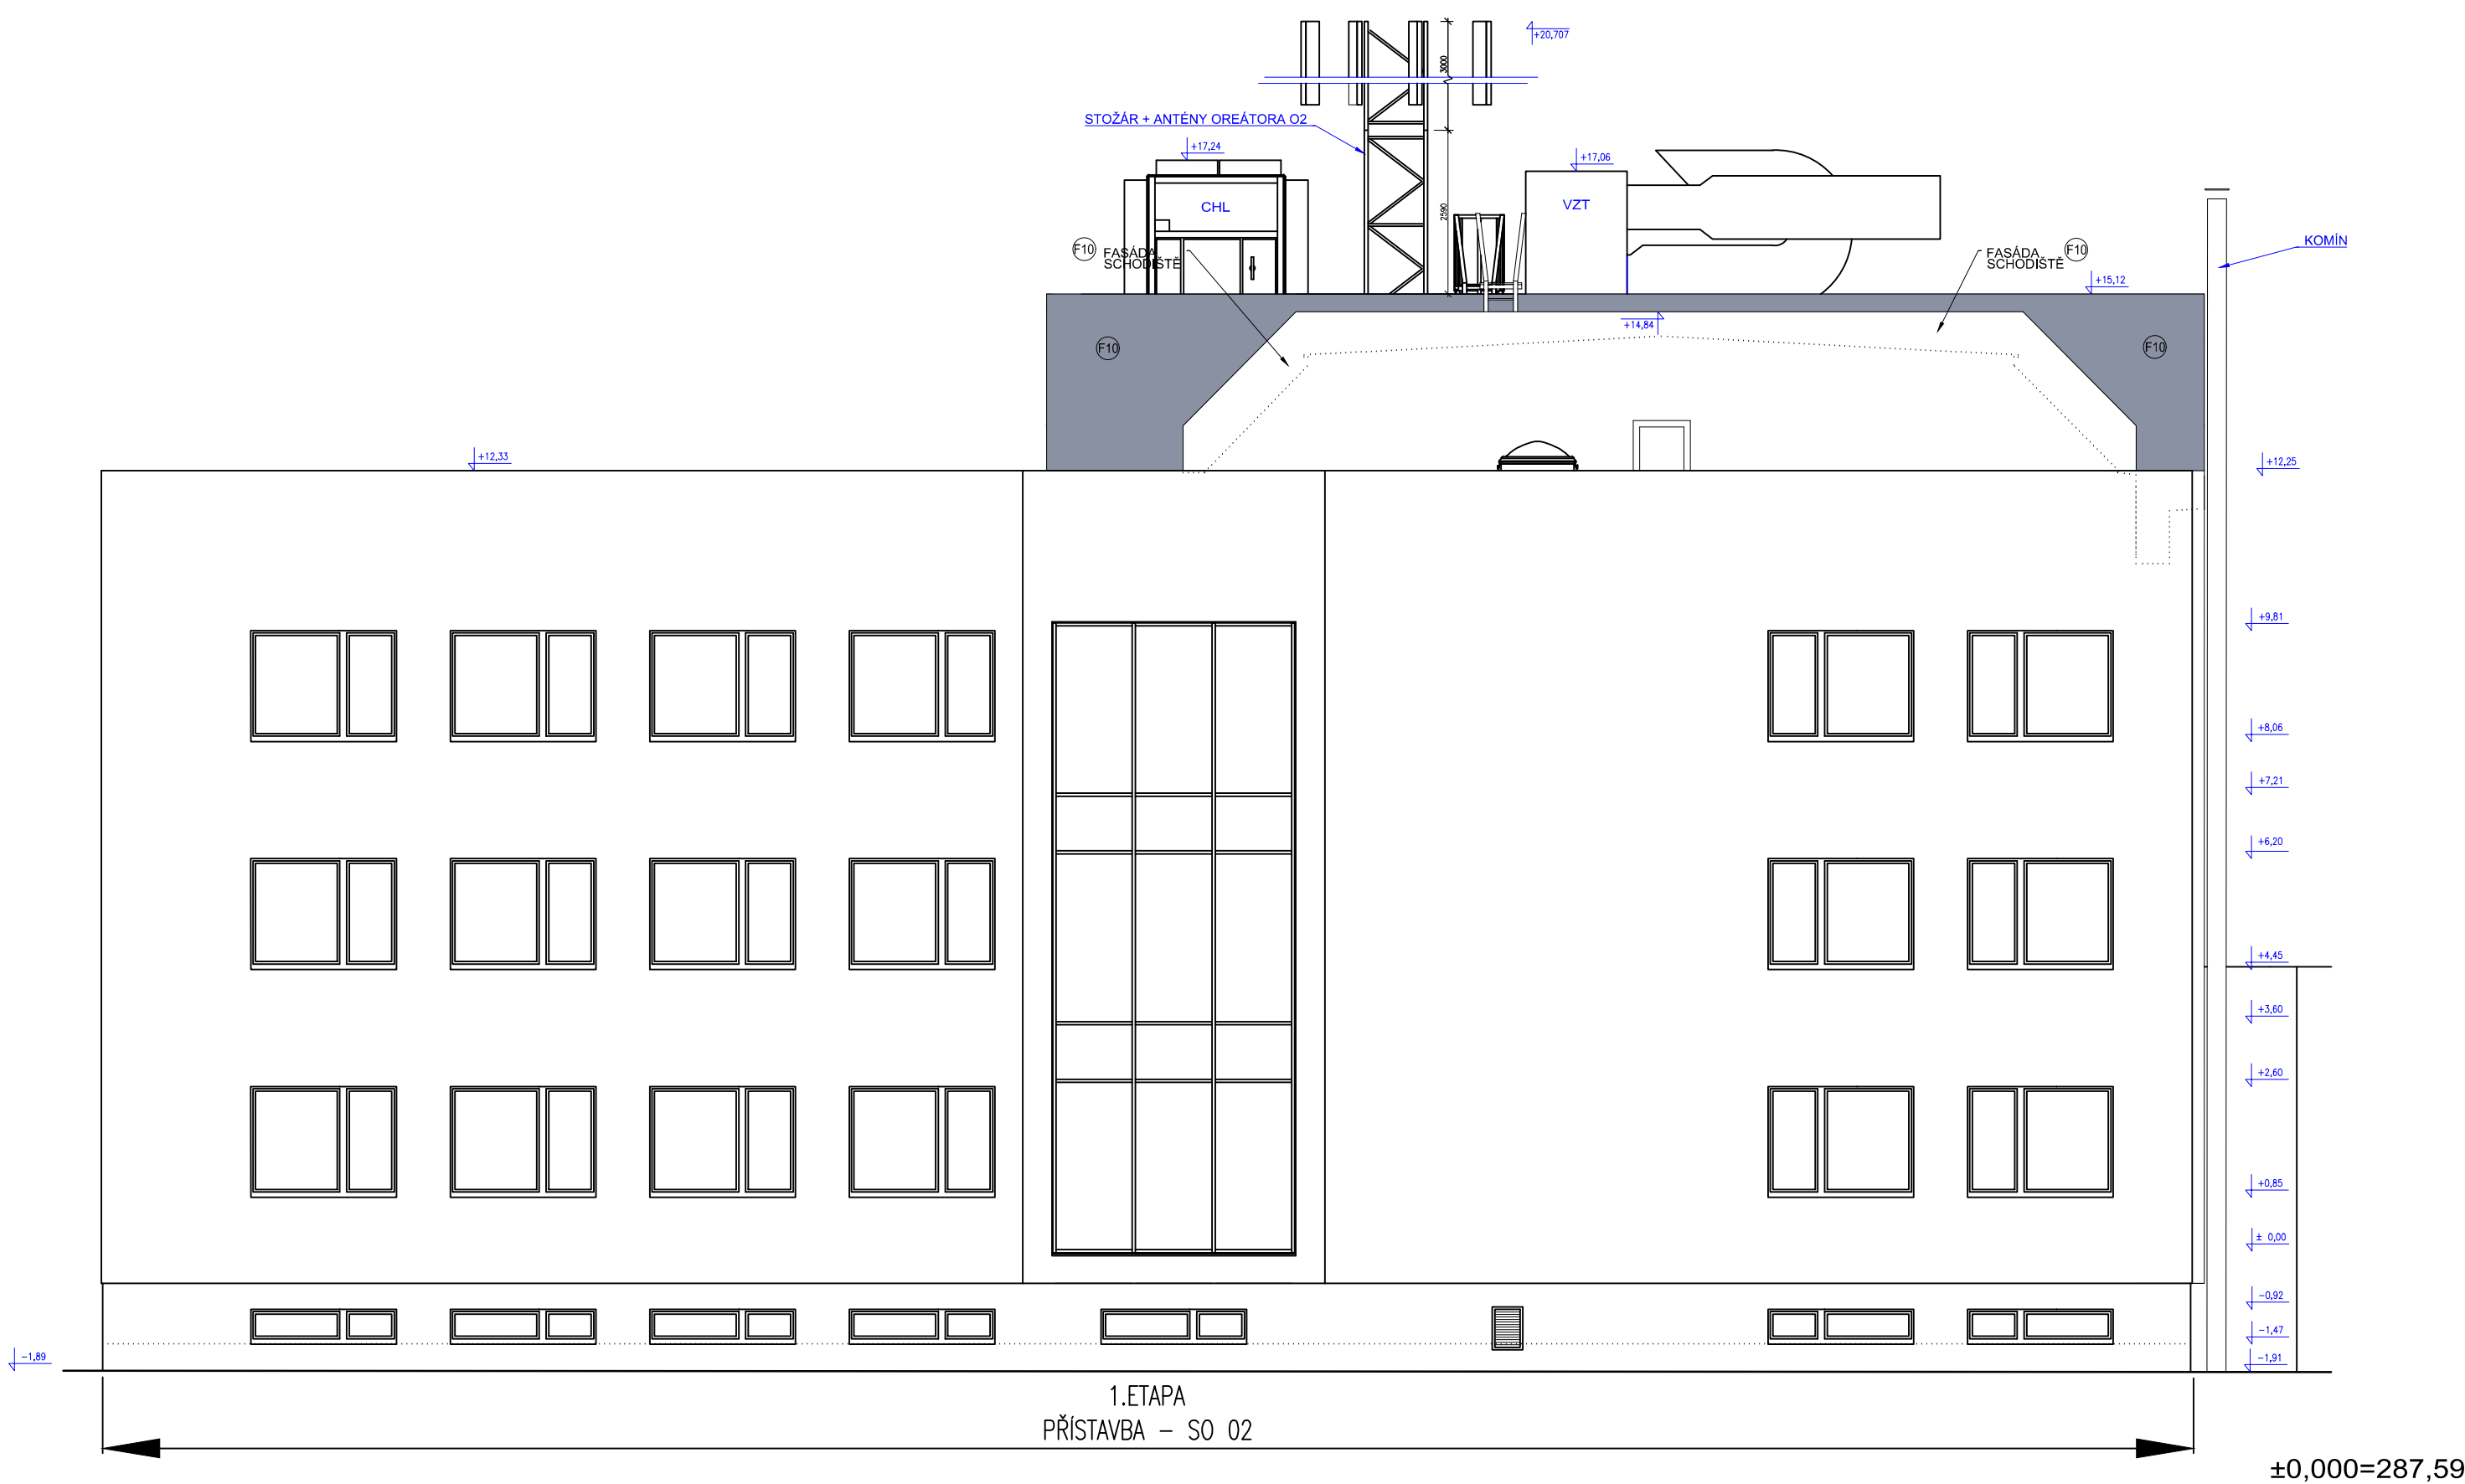 +20,707
3000
STOŽÁR + ANTÉNY OREÁTORA O2
+17,24
+17,06
CHL
VZT
2590
F10
FASÁDA
SCHODIŠTĚ
FASÁDA
SCHODIŠTĚ
F10
KOMÍN
+15,12
+14,84
F10
F10
+12,33
+12,25
+9,81
+8,06
+7,21
+6,20
+4,45
+3,60
+2,60
+0,85
± 0,00
-0,92
-1,47
-1,89
-1,91
1.ETAPA
PŘÍSTAVBA – SO 02
±0,000=287,59